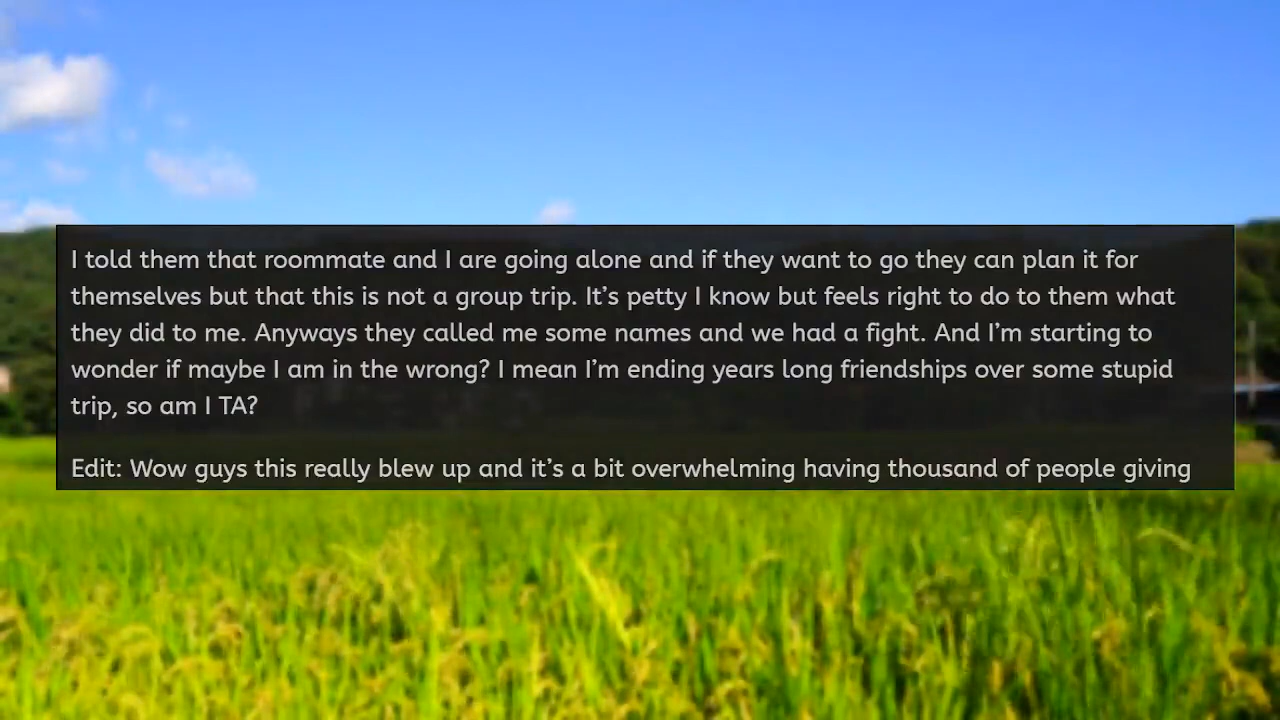 I told them that roommate and I are going alone and if they want to go they can plan it for
themselves but that this is not a group trip. It’s petty I know but feels right to do to them what
they did to me. Anyways they called me some names and we had a fight. And I’m starting to
wonder if maybe I am in the wrong? I mean I’m ending years long friendships over some stupid
trip, so am I TA?
Edit: Wow guys this really blew up and it’s a bit overwhelming having thousand of people giving